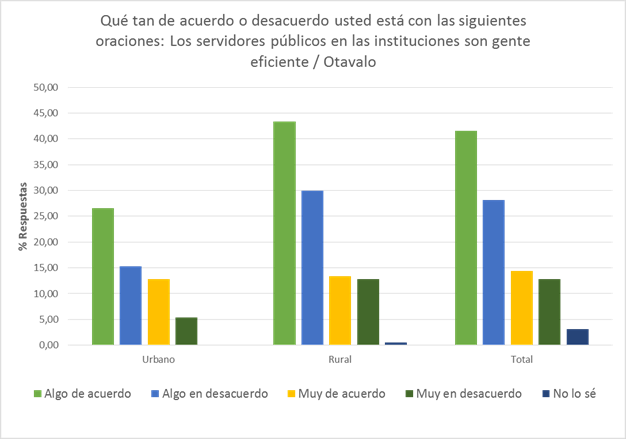 Qué tan de acuerdo o desacuerdo usted está con las siguientes
oraciones: Los servidores públicos en las instituciones son gente
eficiente / Otavalo
50,00
45,00
40,00
35,00
30,00
25,00
20,00
15,00
10,00
5,00
0,00
% Respuestas
Urbano Rural Total
Algo de acuerdo Algo en desacuerdo Muy de acuerdo Muy en desacuerdo No lo sé